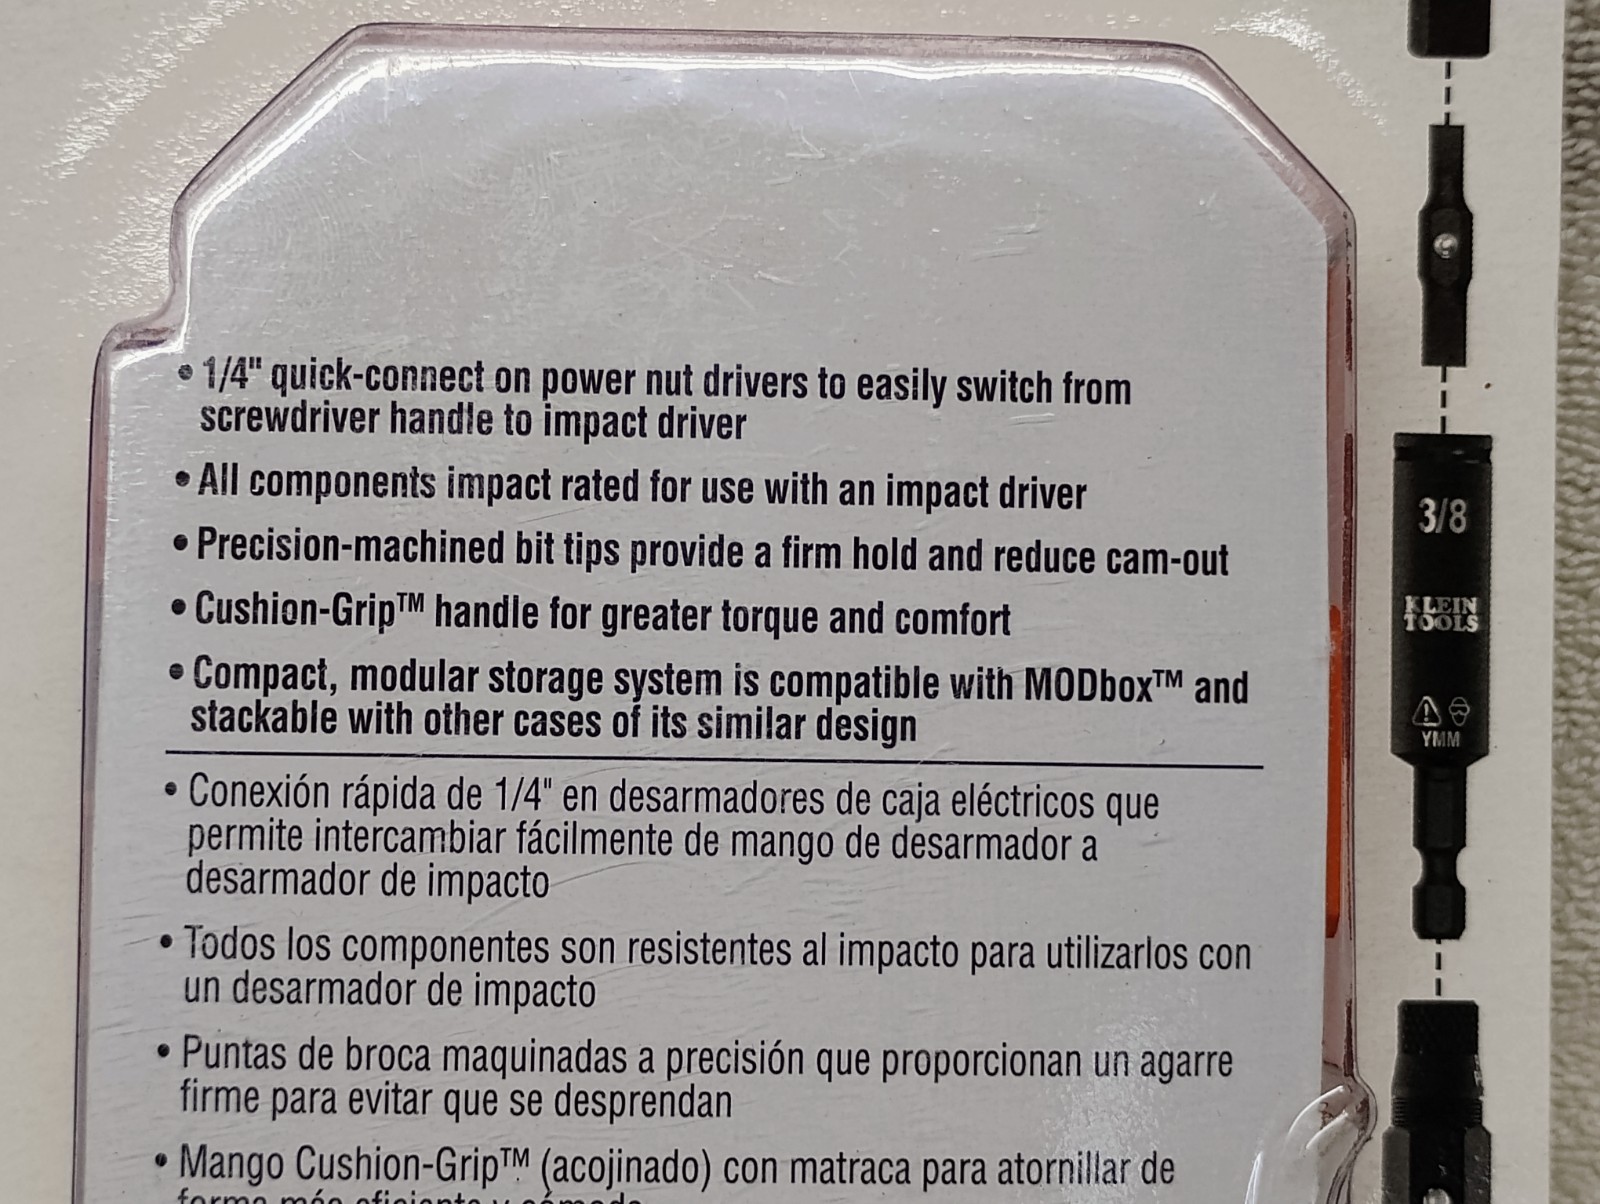 • 1/4" quick-connect on power nut drivers to easily switch from
screwdriver handle to impact driver
• All components impact rated for use with an impact driver
• Precision-machined bit tips provide a firm hold and reduce cam-out
• Cushion-Grip™ handle for greater torque and comfort
• Compact, modular storage system is compatible with MODbox™ and
stackable with other cases of its similar design
• Conexión rápida de 1/4" en desarmadores de caja eléctricos que
permite intercambiar fácilmente de mango de desarmador a
desarmador de impacto
• Todos los componentes son resistentes al impacto para utilizarlos con
un desarmador de impacto
• Puntas de broca maquinadas a precisión que proporcionan un agarre
firme para evitar que se desprendan
• Mango Cushion-Grip™ (acojinado) con matraca para atornillar de
forma más eficiente y cómoda
3/8
KLEIN
TOOLS
YMM